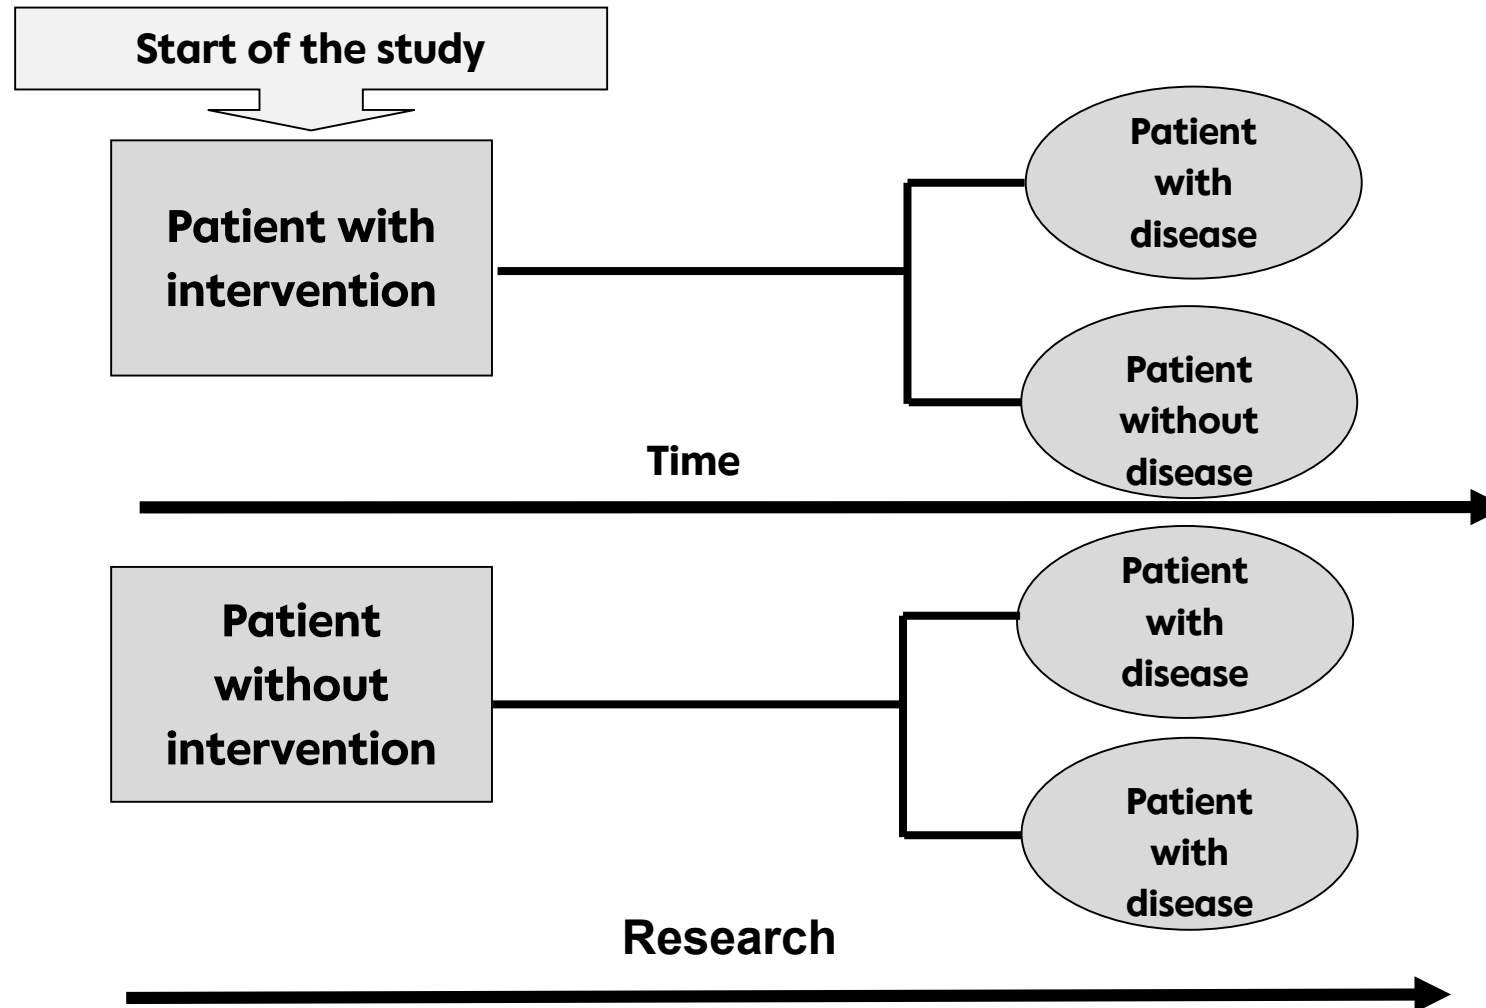 Start of the study
Patient with
intervention
Patient
with
disease
Patient
without
disease
Time
Patient
without
intervention
Patient
with
disease
Patient
with
disease
Research